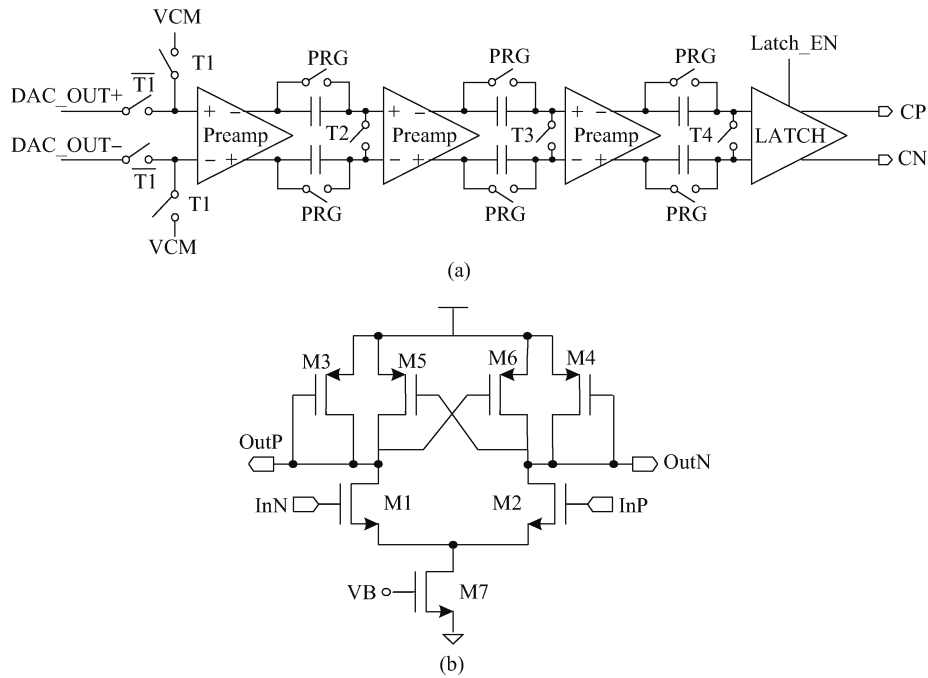 VCM
T1
T1
DAC_OUT+
DAC_OUT−
T1
T1
VCM
+ −
Preamp
− +
PRG
T2
PRG
+ −
Preamp
− +
PRG
T3
PRG
+ −
Preamp
− +
PRG
T4
PRG
Latch_EN
+
LATCH
−
CP
CN
(a)
M3
M5
M6
M4
OutP
OutN
InN
M1
M2
InP
VB
M7
(b)